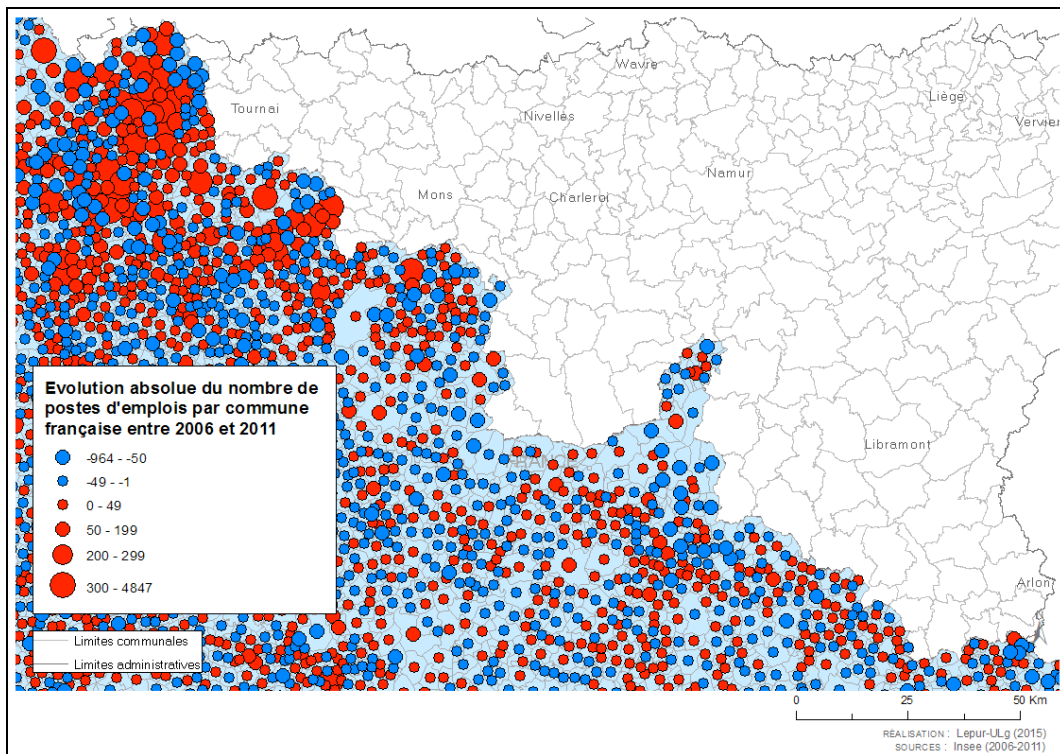 Wavre
Liège
Tournai
Nivelles
Vervier
Namur
Mons
Charleroi
Evolution absolue du nombre de
postes d'emplois par commune
française entre 2006 et 2011
-964 - -50
-49 - -1
0 - 49
50 - 199
200 - 299
300 - 4847
Libramont
Arlon
Limites communales
Limites administratives
0 25 50 Km
RÉALISATION : Lepur-ULg (2015)
SOURCES : Insee (2006-2011)